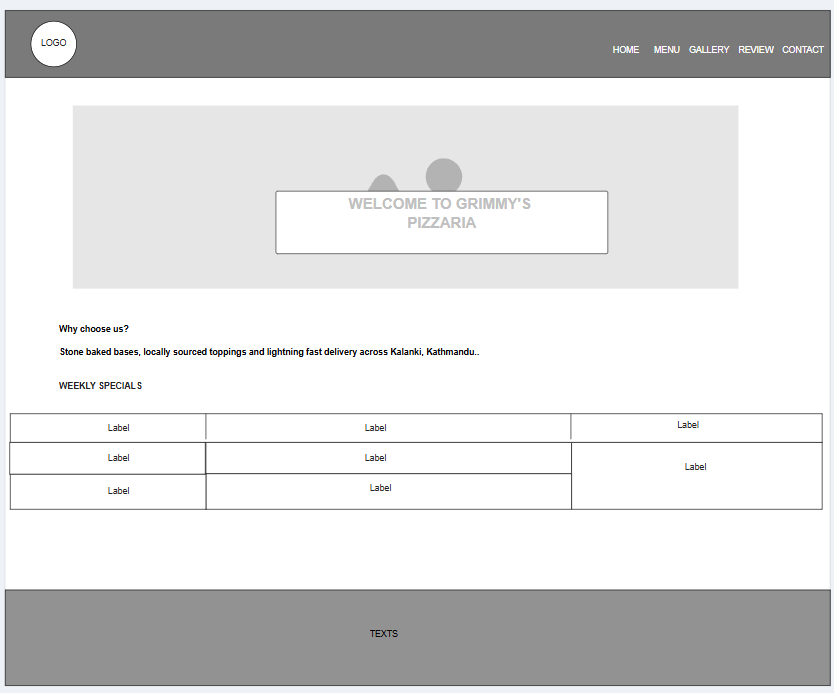 LOGO
HOME MENU GALLERY REVIEW CONTACT
WELCOME TO GRIMMY'S
PIZZARIA
Why choose us?
Stone baked bases, locally sourced toppings and lightning fast delivery across Kalanki, Kathmandu..
WEEKLY SPECIALS
Label Label Label
Label Label Label
Label Label
TEXTS